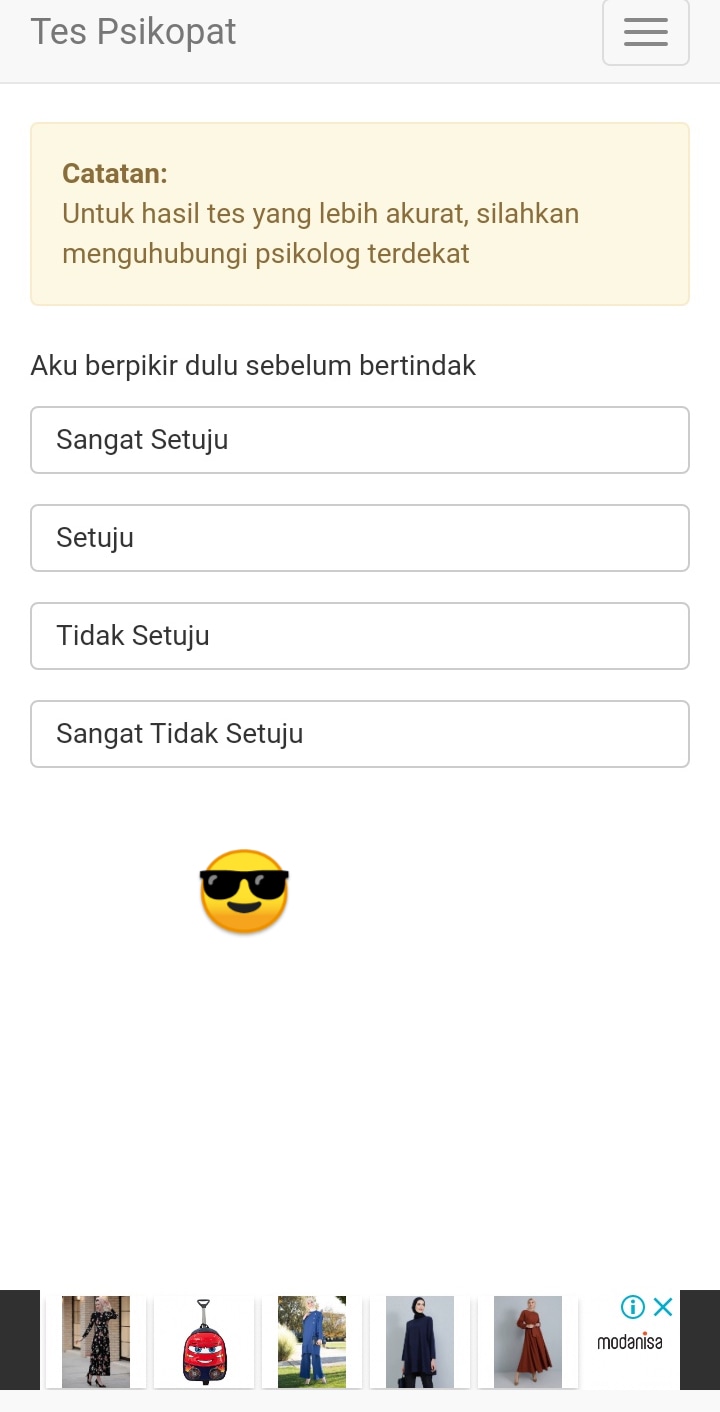 Tes Psikopat
Catatan:
Untuk hasil tes yang lebih akurat, silahkan
menguhubungi psikolog terdekat
Aku berpikir dulu sebelum bertindak
Sangat Setuju
Setuju
Tidak Setuju
Sangat Tidak Setuju
modanisa